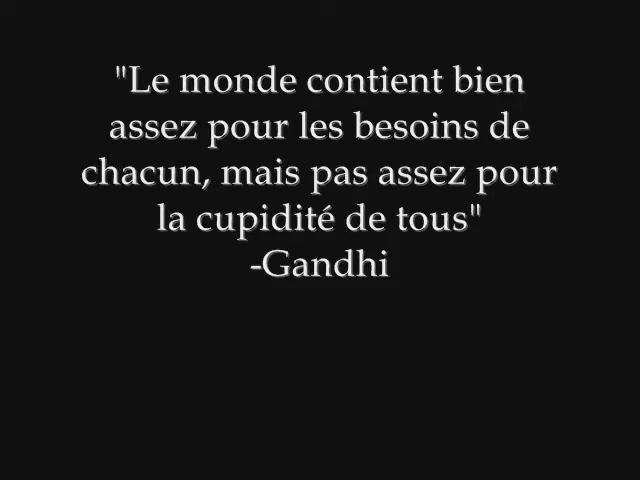 "Le monde contient bien
assez pour les besoins de
chacun, mais pas assez pour
la cupidité de tous"
-Gandhi